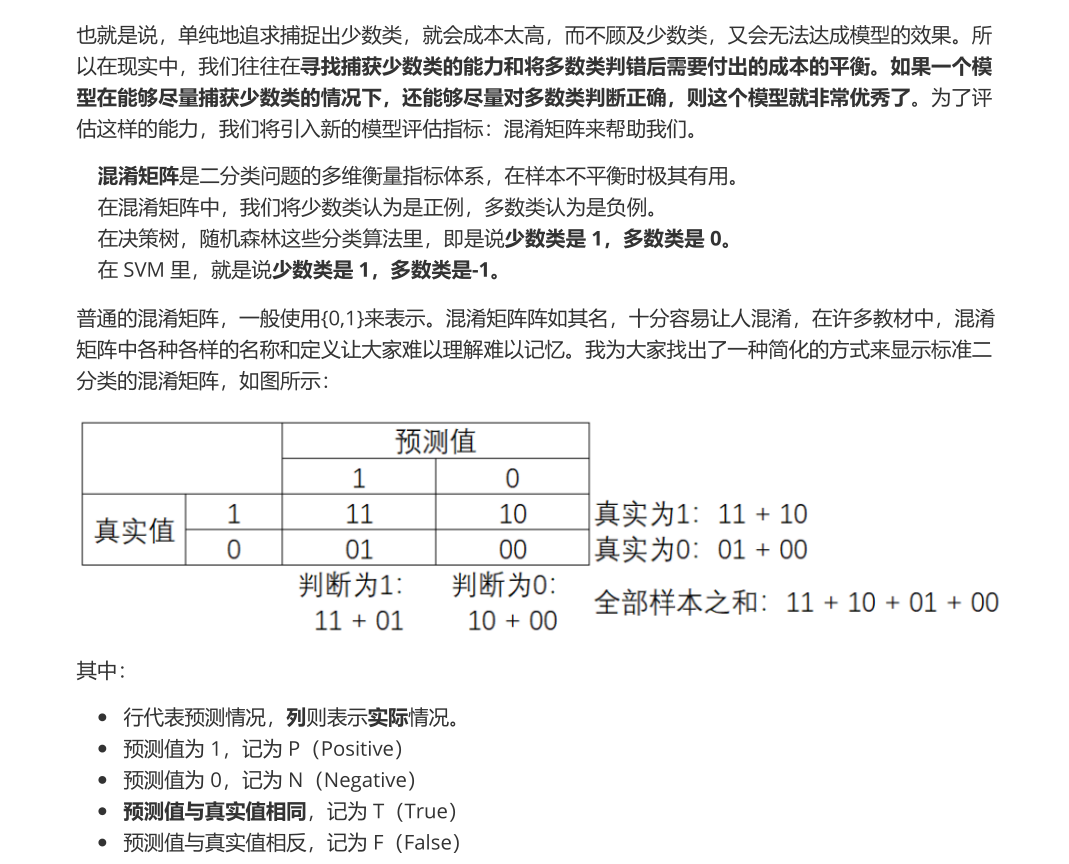 也就是说，单纯地追求捕捉出少数类，就会成本太高，而不顾及少数类，又会无法达成模型的效果。所
以在现实中，我们往往在寻找捕获少数类的能力和将多数类判错后需要付出的成本的平衡。如果一个模
型在能够尽量捕获少数类的情况下，还能够尽量对多数类判断正确，则这个模型就非常优秀了。为了评
估这样的能力，我们将引入新的模型评估指标：混淆矩阵来帮助我们。
混淆矩阵是二分类问题的多维衡量指标体系，在样本不平衡时极其有用。
在混淆矩阵中，我们将少数类认为是正例，多数类认为是负例。
在决策树，随机森林这些分类算法里，即是说少数类是 1，多数类是 0。
在 SVM 里，就是说少数类是 1，多数类是-1。
普通的混淆矩阵，一般使用{0,1}来表示。混淆矩阵阵如其名，十分容易让人混淆，在许多教材中，混淆
矩阵中各种各样的名称和定义让大家难以理解难以记忆。我为大家找出了一种简化的方式来显示标准二
分类的混淆矩阵，如图所示：
预测值
1 0
真实值 1 11 10 真实为1：11 + 10
0 01 00 真实为0：01 + 00
判断为1： 判断为0：
11 + 01 10 + 00
全部样本之和：11 + 10 + 01 + 00
其中：
• 行代表预测情况，列则表示实际情况。
• 预测值为 1，记为 P（Positive）
• 预测值为 0，记为 N（Negative）
• 预测值与真实值相同，记为 T（True）
• 预测值与真实值相反，记为 F（False）